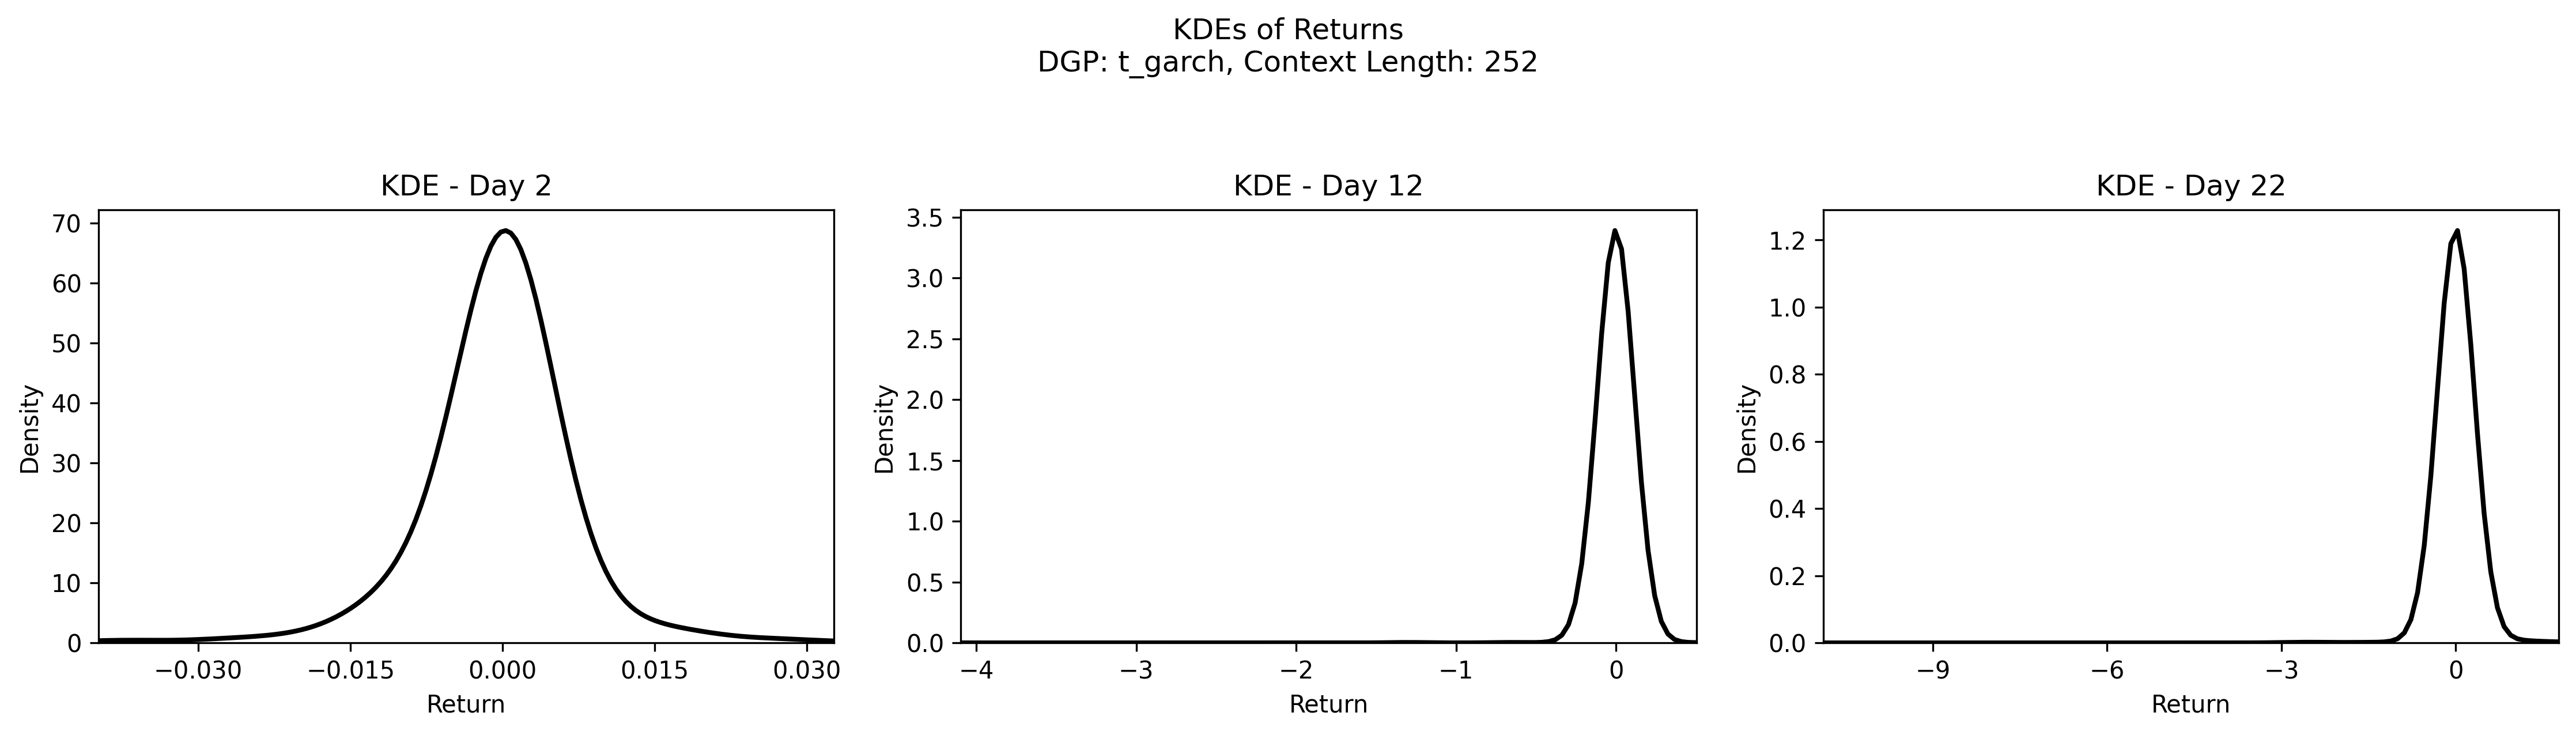 KDEs of Returns
DGP: t_garch, Context Length: 252
KDE - Day 2
70
60
50
40
30
20
10
0
Density
−0.030 −0.015 0.000 0.015 0.030
Return
KDE - Day 12
3.5
3.0
2.5
2.0
1.5
1.0
0.5
0.0
Density
−4 −3 −2 −1 0
Return
KDE - Day 22
1.2
1.0
0.8
0.6
0.4
0.2
0.0
Density
−9 −6 −3 0
Return